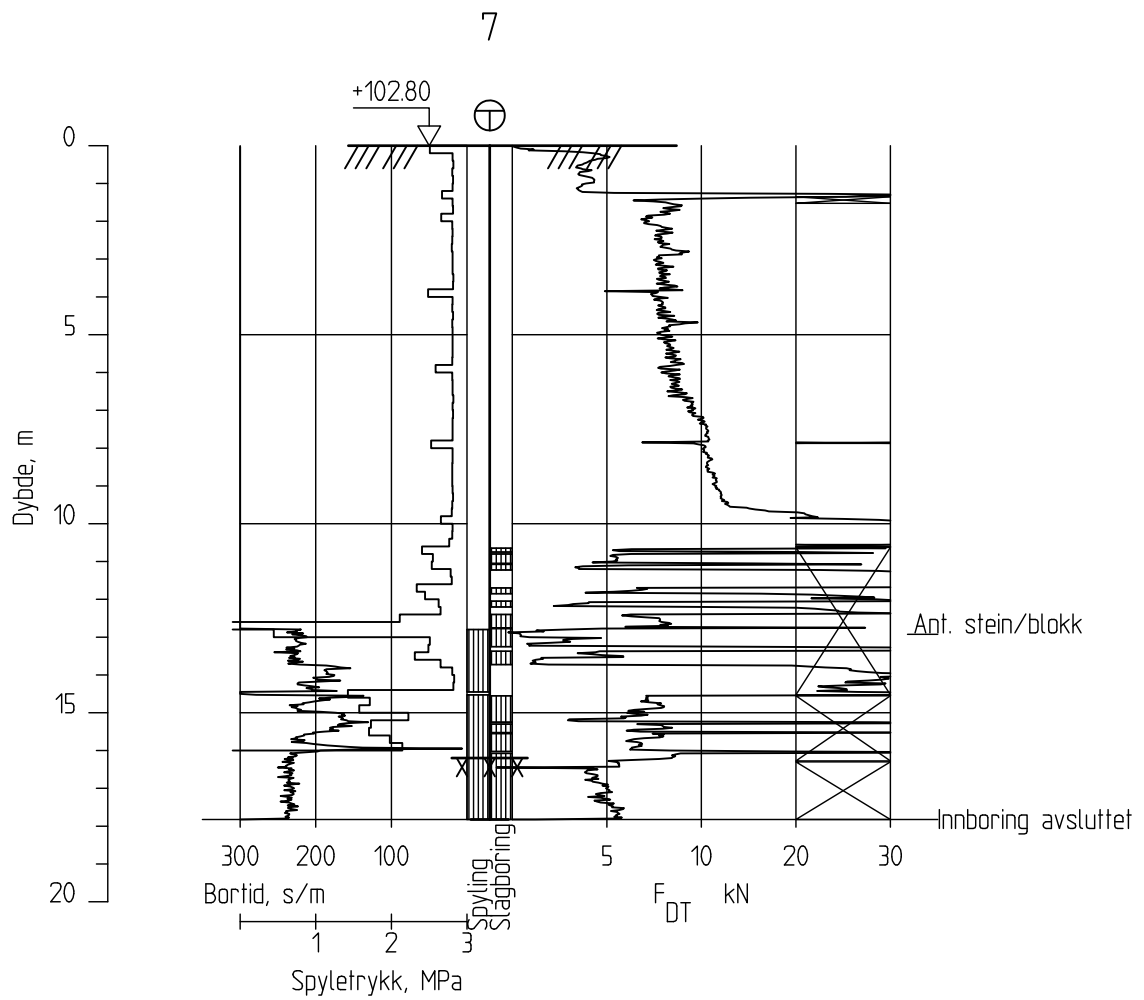 7
+102.80
0
5
10
15
20
Dybde, m
Ant. stein/blokk
Innboring avsluttet
300 200 100
5 10 20 30
Bortid, s/m
Spyling
Slagboring
F DT kN
1 2 3
Spyletrykk, MPa